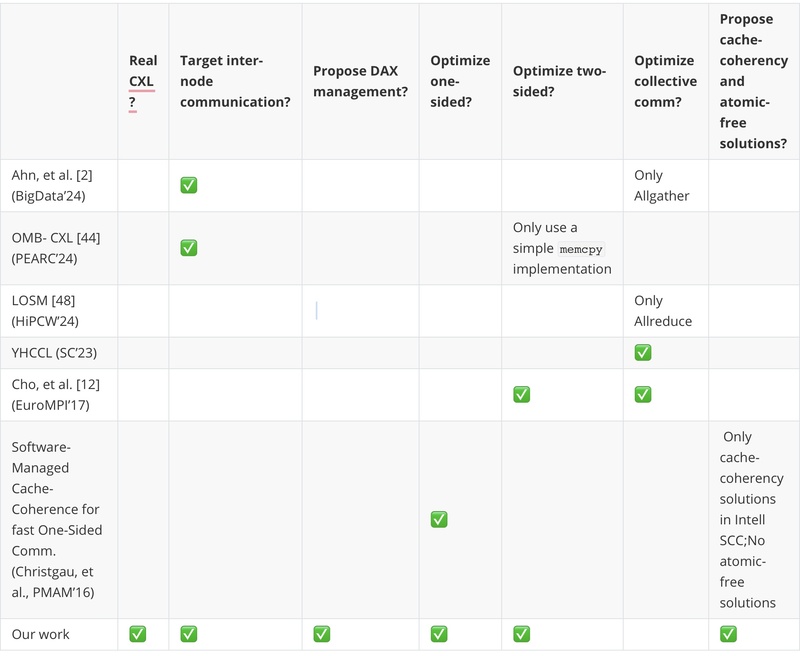 Real
CXL
?
Target inter-
node
communication?
Propose DAX
management?
Optimize
one-
sided?
Optimize two-
sided?
Optimize
collective
comm?
Propose
cache-
coherency
and
atomic-
free
solutions?
Ahn, et al. [2]
(BigData’24)
✅
Only
Allgather
OMB- CXL [44]
(PEARC’24)
✅
Only use a
simple memcpy
implementation
LOSM [48]
(HiPCW’24)
Only
Allreduce
YHCCL (SC’23)
✅
Cho, et al. [12]
(EuroMPI’17)
✅
✅
Software-
Managed
Cache-
Coherence for
fast One-Sided
Comm.
(Christgau, et
al., PMAM’16)
✅
Only
cache-
coherency
solutions
in Intell
SCC;No
atomic-
free
solutions
Our work
✅
✅
✅
✅
✅
✅